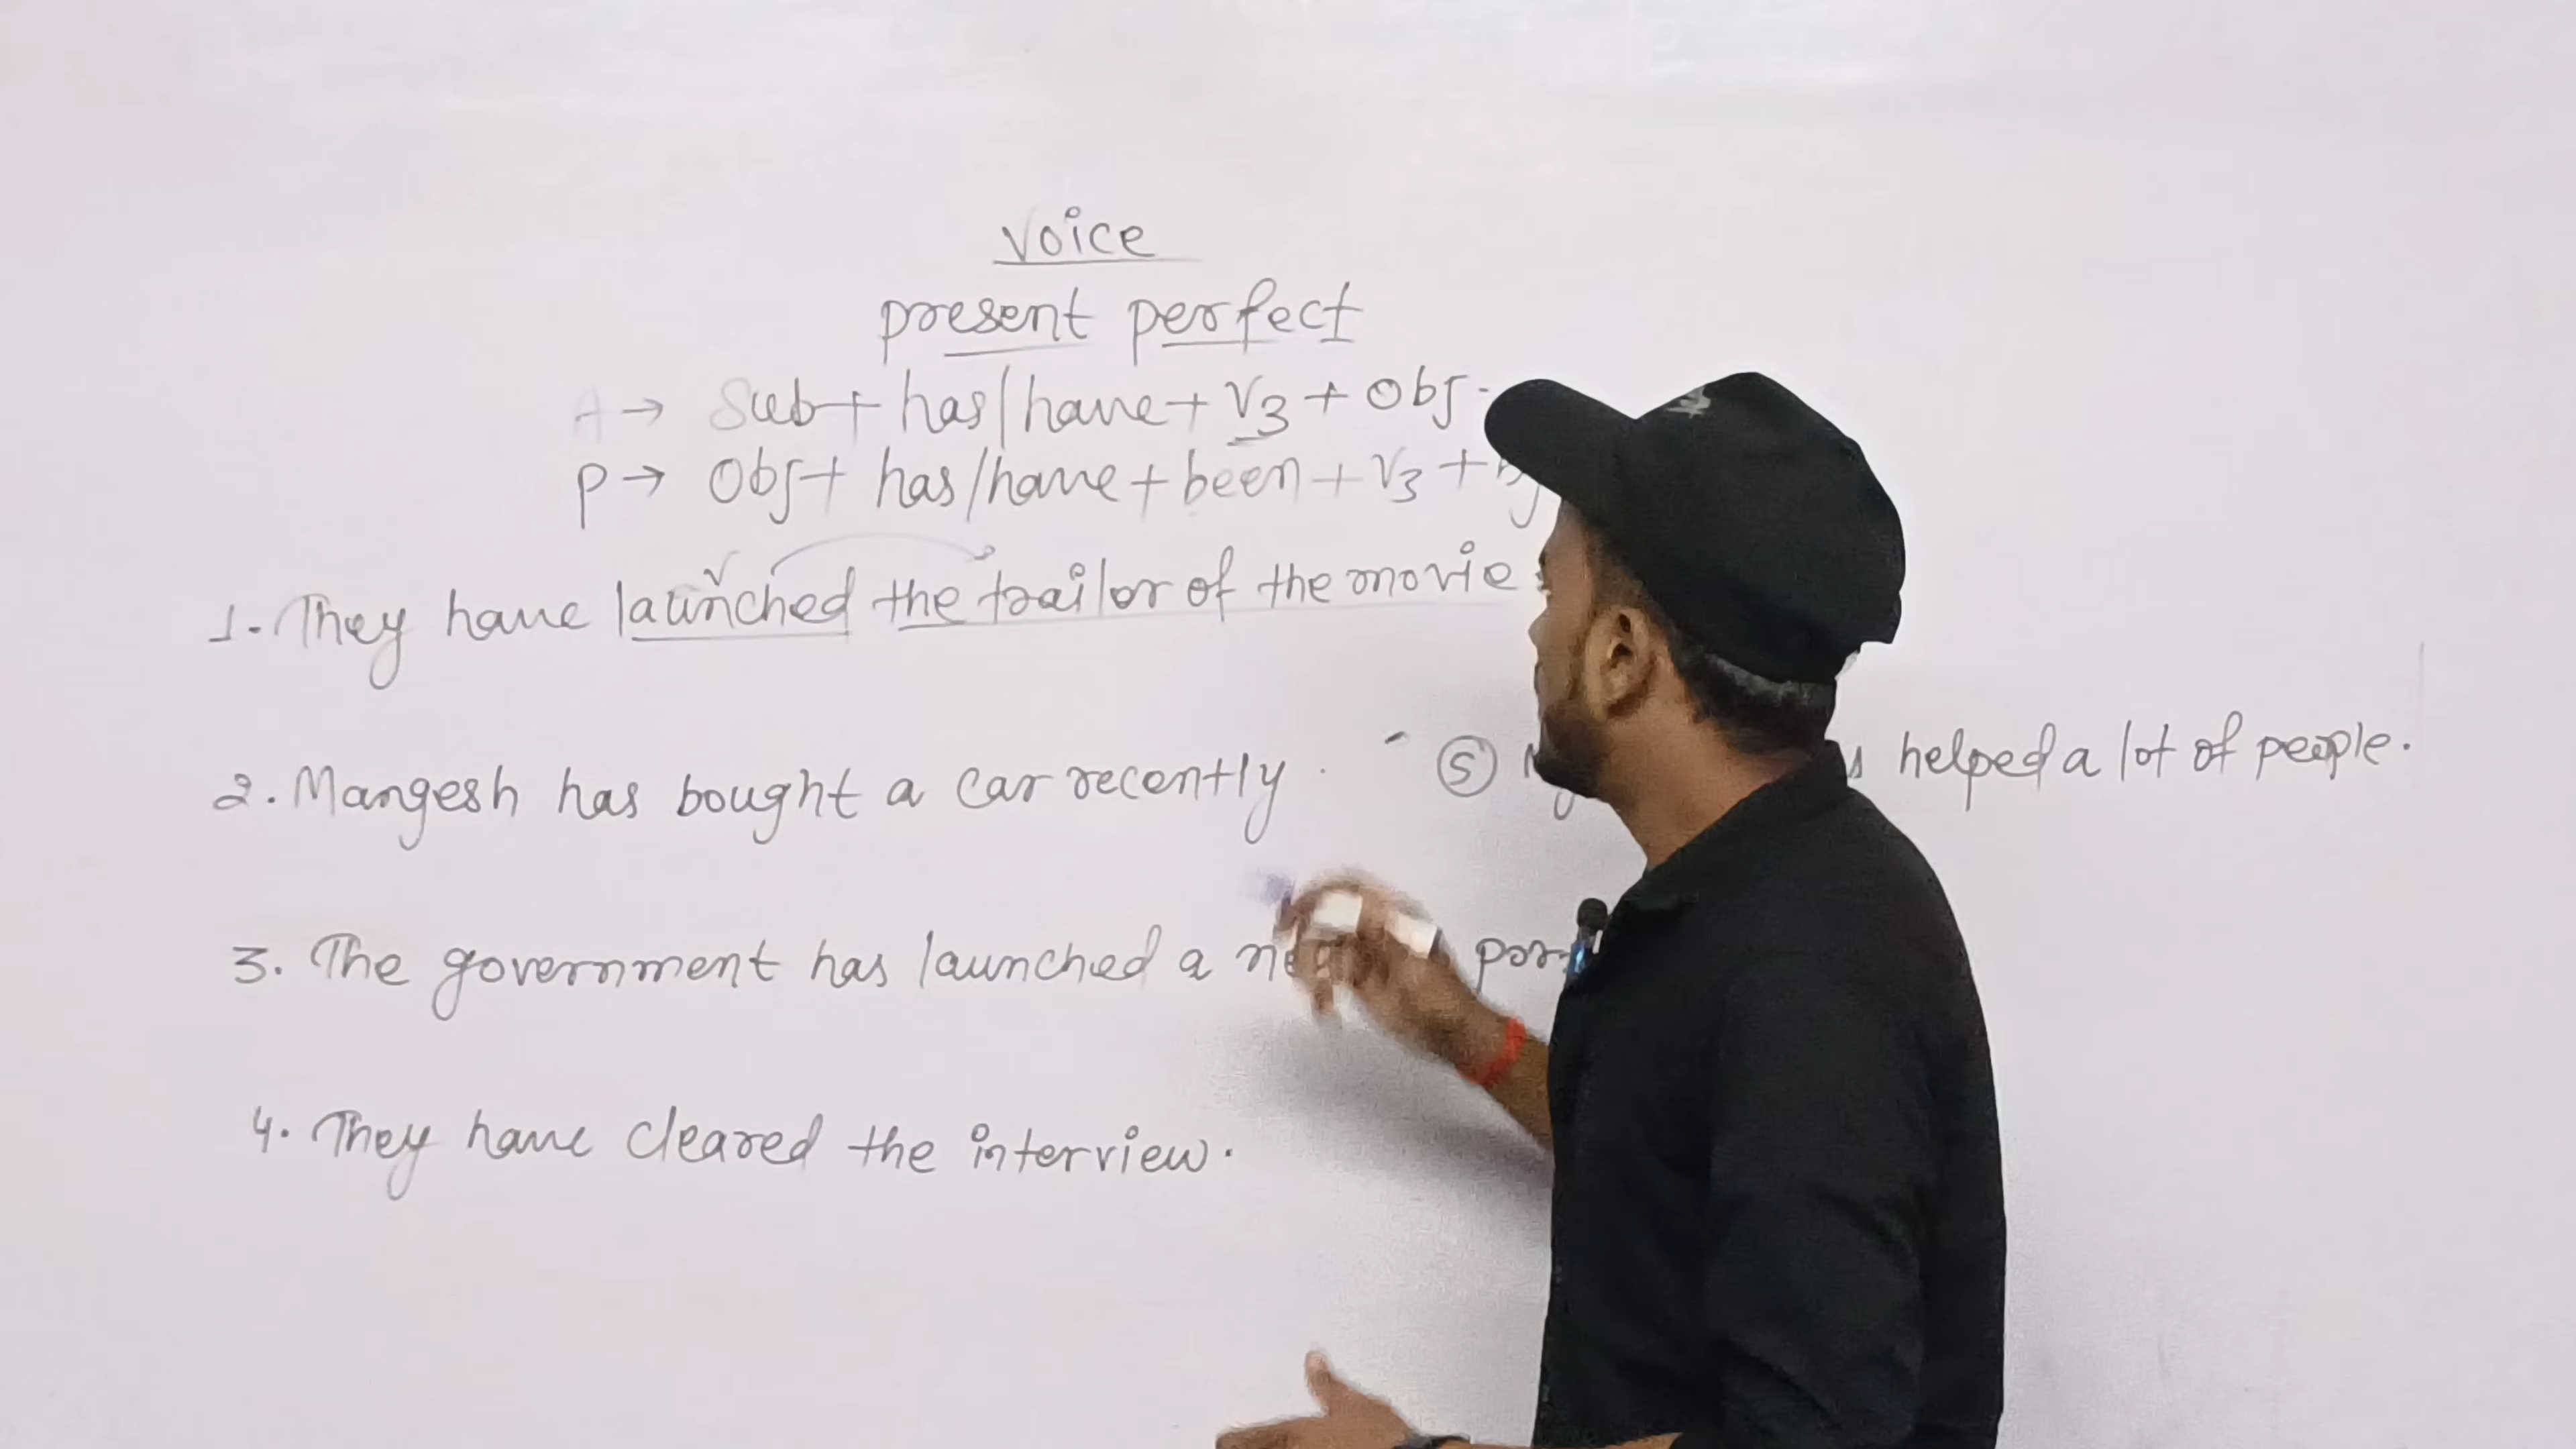 Voice
present perfect
A → Sub + has/have + V3 + Obj.
P → Obj + has/have + been + V3 + by
1. They have launched the trailor of the movie
2. Mangesh has bought a car recently.
⑤ helped a lot of people.
3. The government has launched a
4. They have cleared the interview.